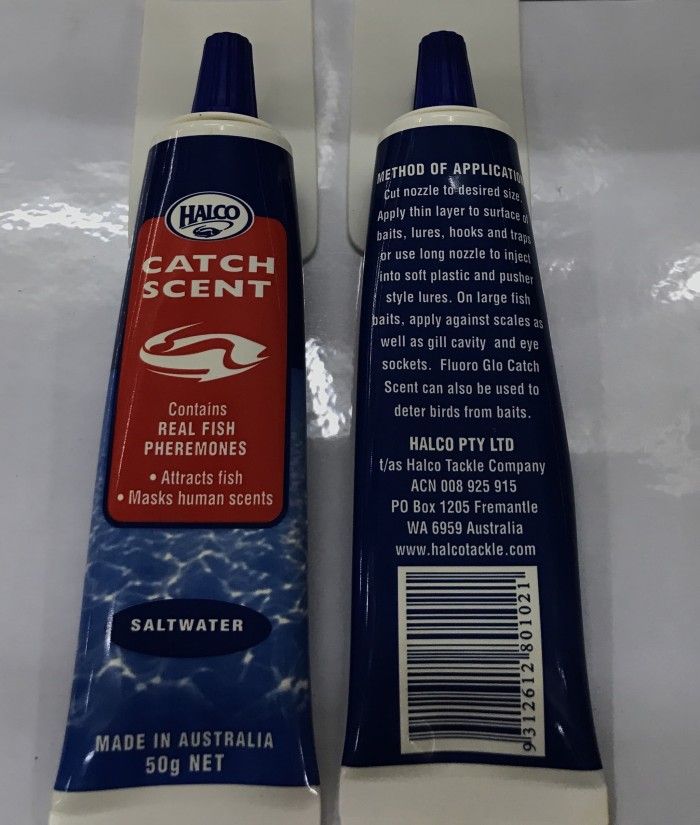 HALCO
CATCH
SCENT
Contains
REAL FISH
PHEREMONES
• Attracts fish
• Masks human scents
SALTWATER
MADE IN AUSTRALIA
50g NET
METHOD OF APPLICATIO
Cut nozzle to desired size.
Apply thin layer to surface of
baits, lures, hooks and traps
or use long nozzle to inject
into soft plastic and pusher
style lures. On large fish
baits, apply against scales as
well as gill cavity and eye
sockets. Fluoro Glo Catch
Scent can also be used to
deter birds from baits.
HALCO PTY LTD
t/as Halco Tackle Company
ACN 008 925 915
PO Box 1205 Fremantle
WA 6959 Australia
www.halcotackle.com
9312612801021